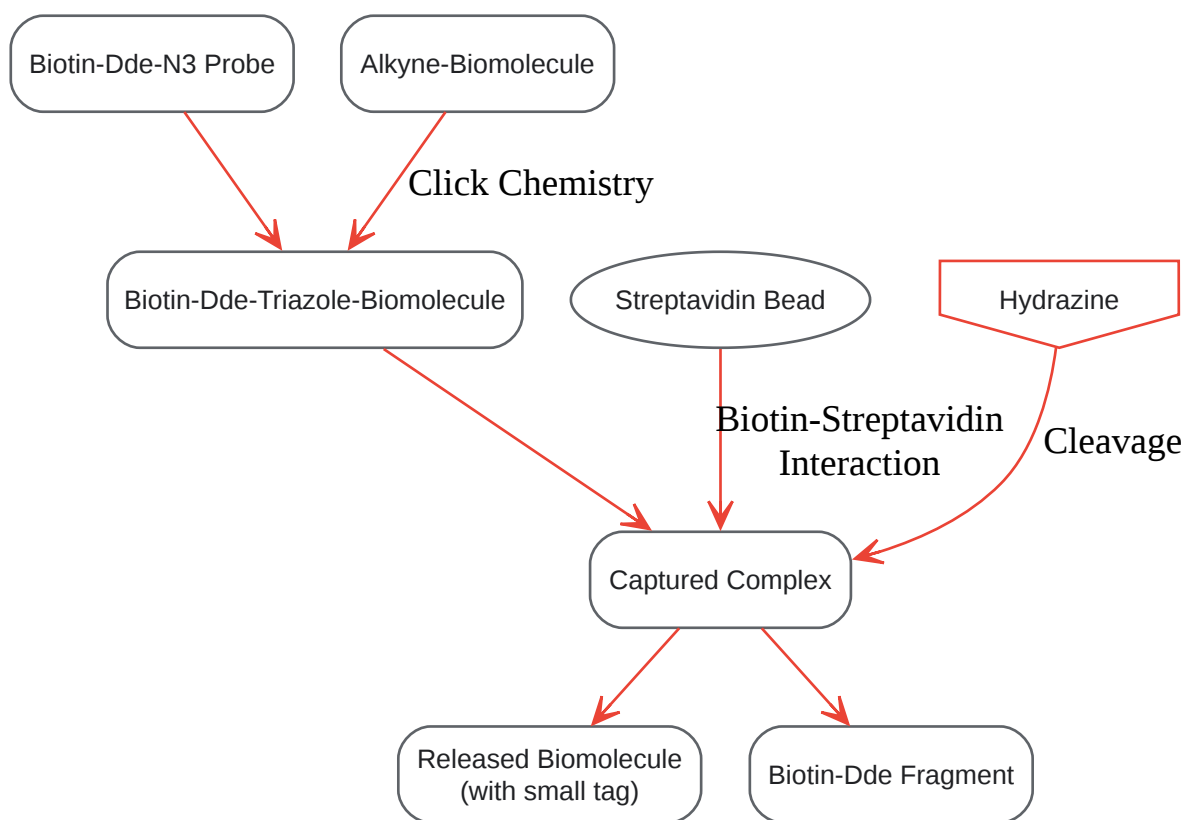 Biotin-Dde-N3 Probe
Alkyne-Biomolecule
Click Chemistry
Biotin-Dde-Triazole-Biomolecule
Streptavidin Bead
Hydrazine
Biotin-Streptavidin
Interaction
Cleavage
Captured Complex
Released Biomolecule
(with small tag)
Biotin-Dde Fragment